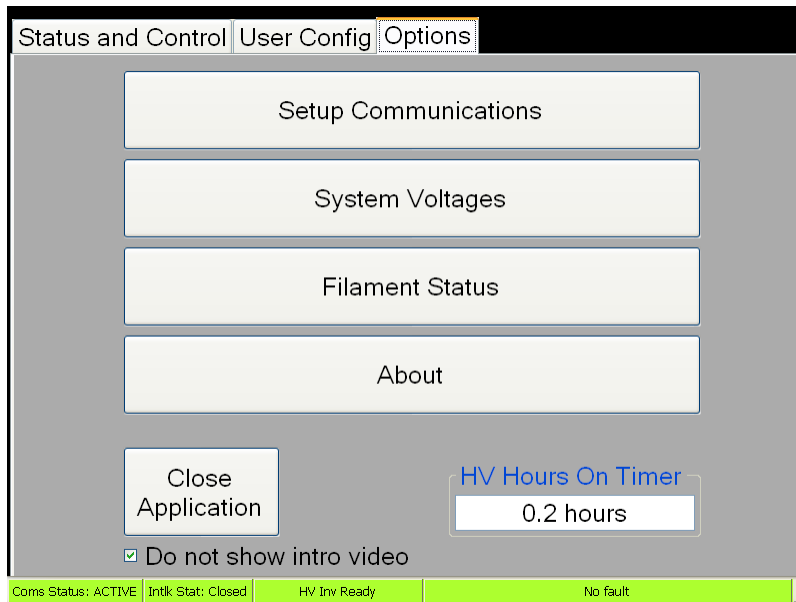 Status and Control User Config Options
Setup Communications
System Voltages
Filament Status
About
Close
Application
HV Hours On Timer
0.2 hours
Do not show intro video
Coms Status: ACTIVE Intlk Stat: Closed HV Inv Ready No fault